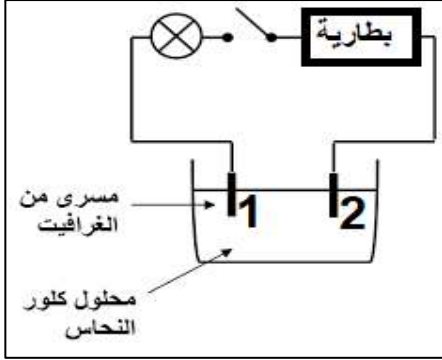 بطارية
مسرى من
الغرافيت
1
2
محلول كلور
النحاس